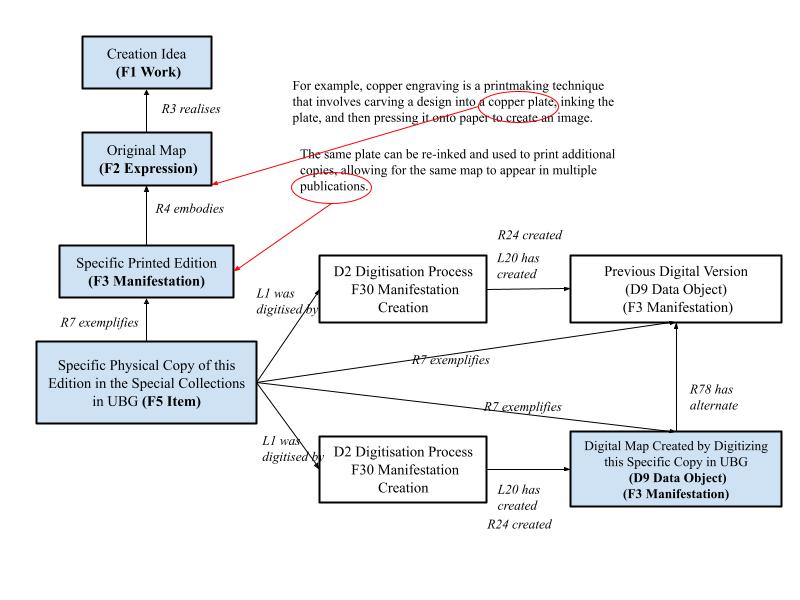 Creation Idea
(F1 Work)
For example, copper engraving is a printmaking technique
that involves carving a design into a copper plate, inking the
plate, and then pressing it onto paper to create an image.
R3 realises
Original Map
(F2 Expression)
The same plate can be re-inked and used to print additional
copies, allowing for the same map to appear in multiple
publications.
R4 embodies
Specific Printed Edition
(F3 Manifestation)
R7 exemplifies
Specific Physical Copy of this
Edition in the Special Collections
in UBG (F5 Item)
L1 was
digitised by
D2 Digitisation Process
F30 Manifestation
Creation
R24 created
L20 has
created
Previous Digital Version
(D9 Data Object)
(F3 Manifestation)
R7 exemplifies
R7 exemplifies
R78 has
alternate
L1 was
digitised by
D2 Digitisation Process
F30 Manifestation
Creation
L20 has
created
R24 created
Digital Map Created by Digitizing
this Specific Copy in UBG
(D9 Data Object)
(F3 Manifestation)